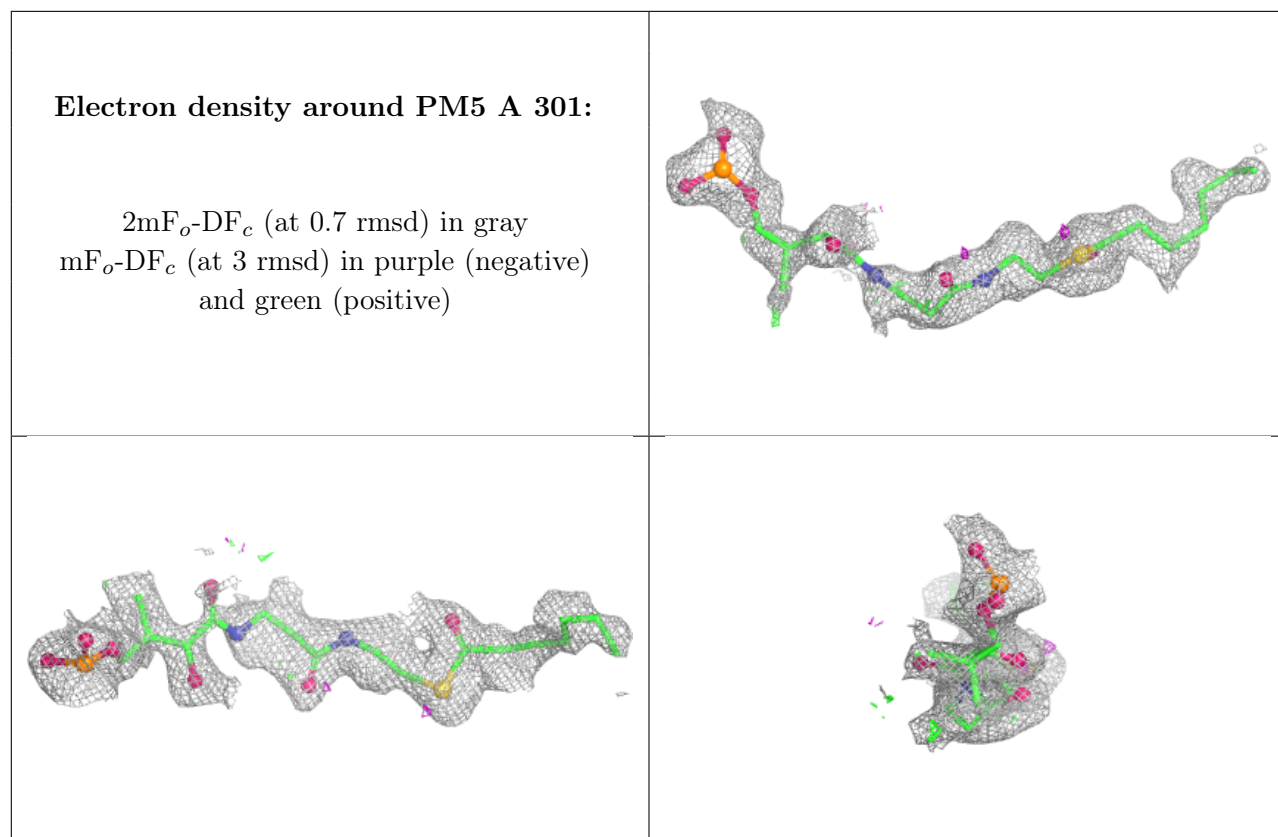 Electron density around PM5 A 301:
2mFo-DFc (at 0.7 rmsd) in gray
mFo-DFc (at 3 rmsd) in purple (negative)
and green (positive)